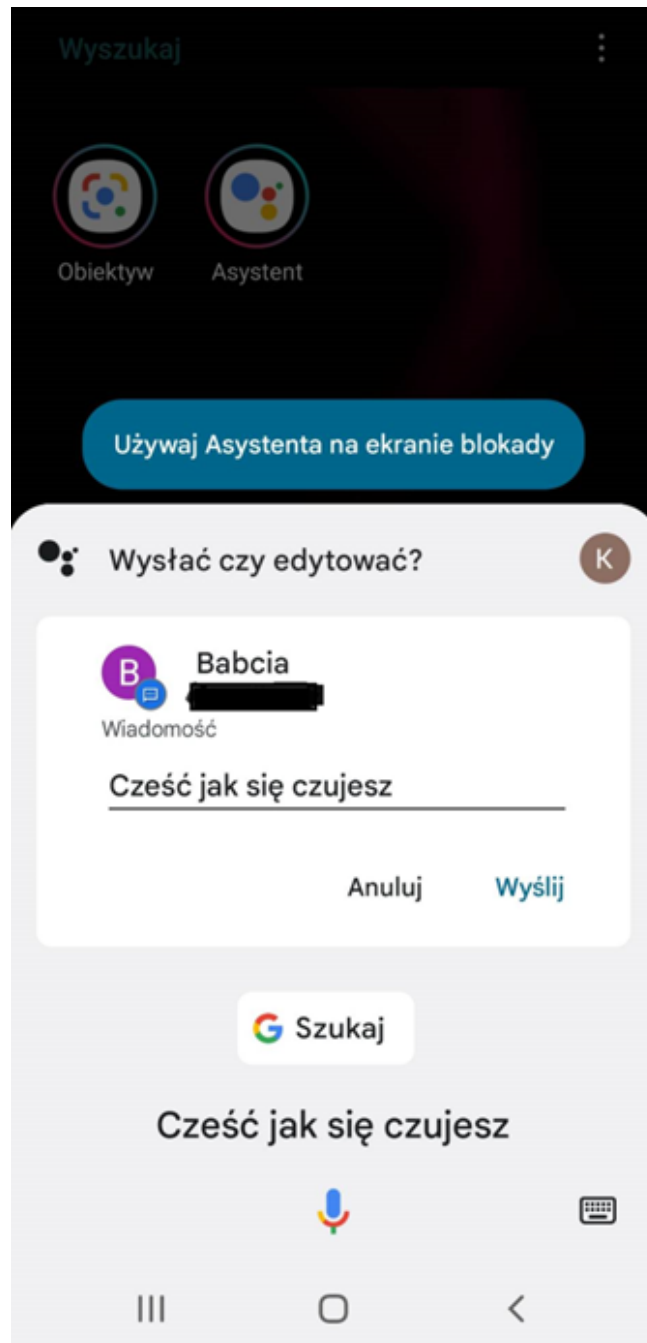 Wyszukaj
Obiektyw Asystent
Używaj Asystenta na ekranie blokady
Wysłać czy edytować?
K
B
Babcia
Wiadomość
Cześć jak się czujesz
Anuluj Wyślij
G Szukaj
Cześć jak się czujesz